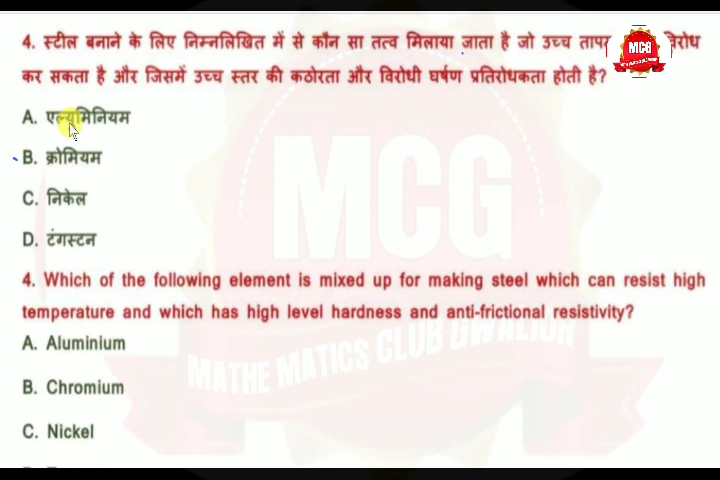 4. स्टील बनाने के लिए निम्नलिखित में से कौन सा तत्व मिलाया जाता है जो उच्च
कर सकता है और जिसमें उच्च स्तर की कठोरता और विरोधी घर्षण प्रतिरोधकता होती है?
A. एल्युमिनियम
B. क्रोमियम
C. निकेल
D. टंगस्टन
4. Which of the following element is mixed up for making steel which can resist high
temperature and which has high level hardness and anti-frictional resistivity?
A. Aluminium
B. Chromium
C. Nickel
MCG
MCG
MATHE MATICS CLUB GWALIOR